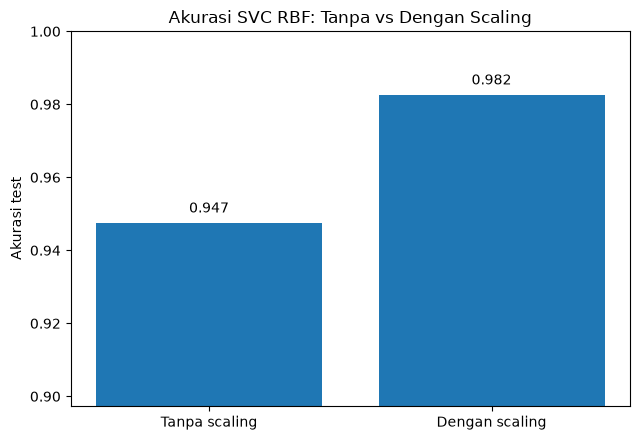 Akurasi SVC RBF: Tanpa vs Dengan Scaling
1.00
0.98
0.96
0.94
0.92
0.90
Akurasi test
0.947
0.982
Tanpa scaling
Dengan scaling